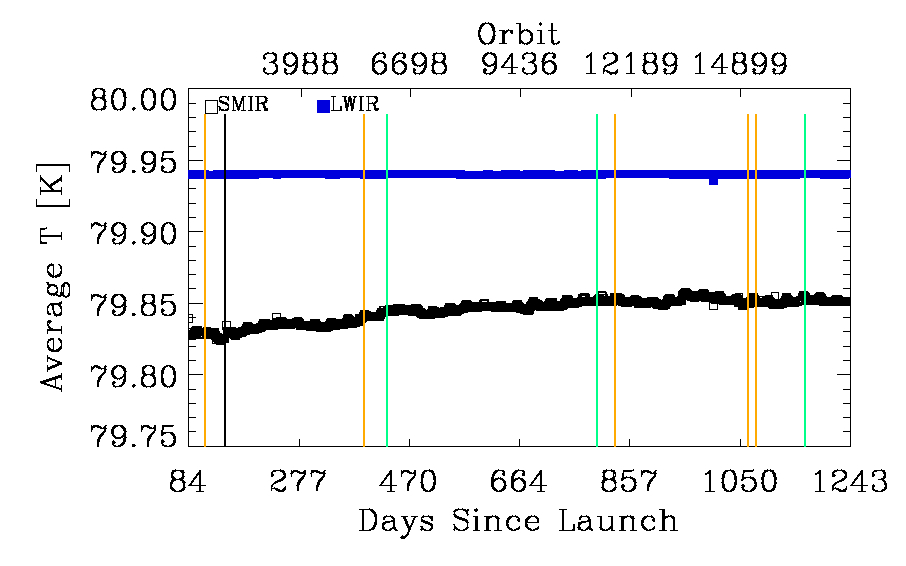 Orbit
3988 6698 9436 12189 14899
80.00
SMIR LWIR
79.95
79.90
79.85
79.80
79.75
Average T [K]
84 277 470 664 857 1050 1243
Days Since Launch